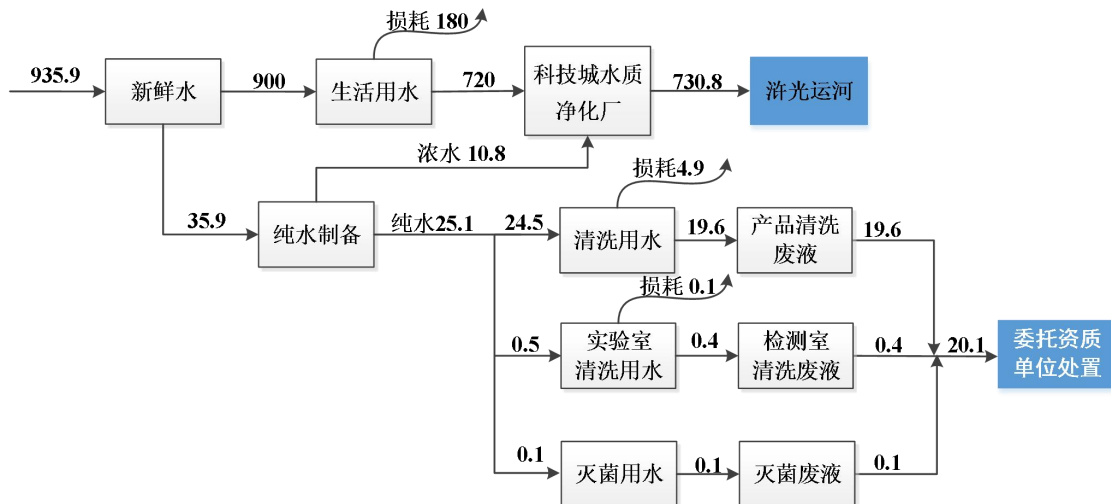 损耗 180
935.9
新鲜水
900
生活用水
720
科技城水质
净化厂
730.8
浒光运河
浓水 10.8
损耗4.9
35.9
纯水制备
纯水25.1
24.5
清洗用水
19.6
产品清洗
废液
19.6
损耗 0.1
0.5
实验室
清洗用水
0.4
检测室
清洗废液
0.4
20.1
委托资质
单位处置
0.1
灭菌用水
0.1
灭菌废液
0.1